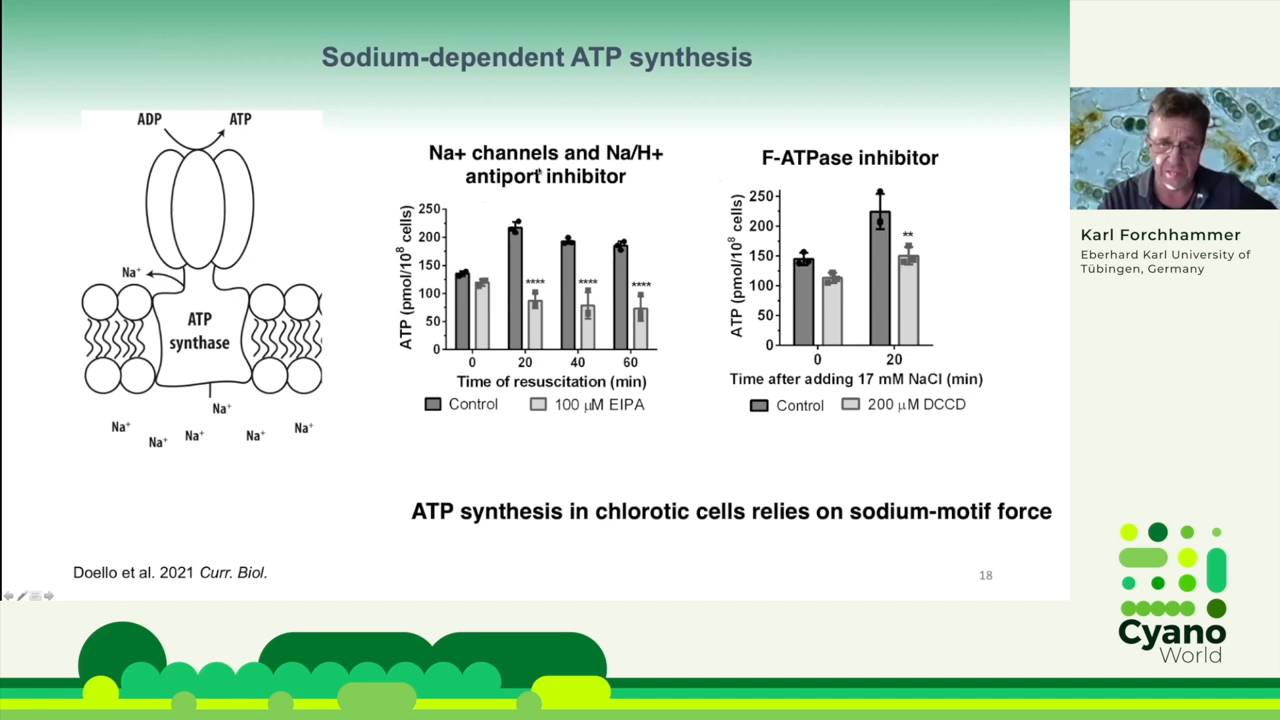 Sodium-dependent ATP synthesis
ADP
ATP
Na⁺
ATP
synthase
Na⁺
Na⁺
Na⁺
Na⁺
Na⁺
Na⁺
Na+ channels and Na/H+
antiport inhibitor
ATP (pmol/10⁸ cells)
250
200
150
100
50
0
****
****
****
0
20
40
60
Time of resuscitation (min)
Control
100 µM EIPA
F-ATPase inhibitor
ATP (pmol/10⁸ cells)
250
200
150
100
50
0
**
0
20
Time after adding 17 mM NaCl (min)
Control
200 µM DCCD
ATP synthesis in chlorotic cells relies on sodium-motif force
Doello et al. 2021 Curr. Biol.
18
Karl Forchhammer
Eberhard Karl University of
Tübingen, Germany
Cyano
World